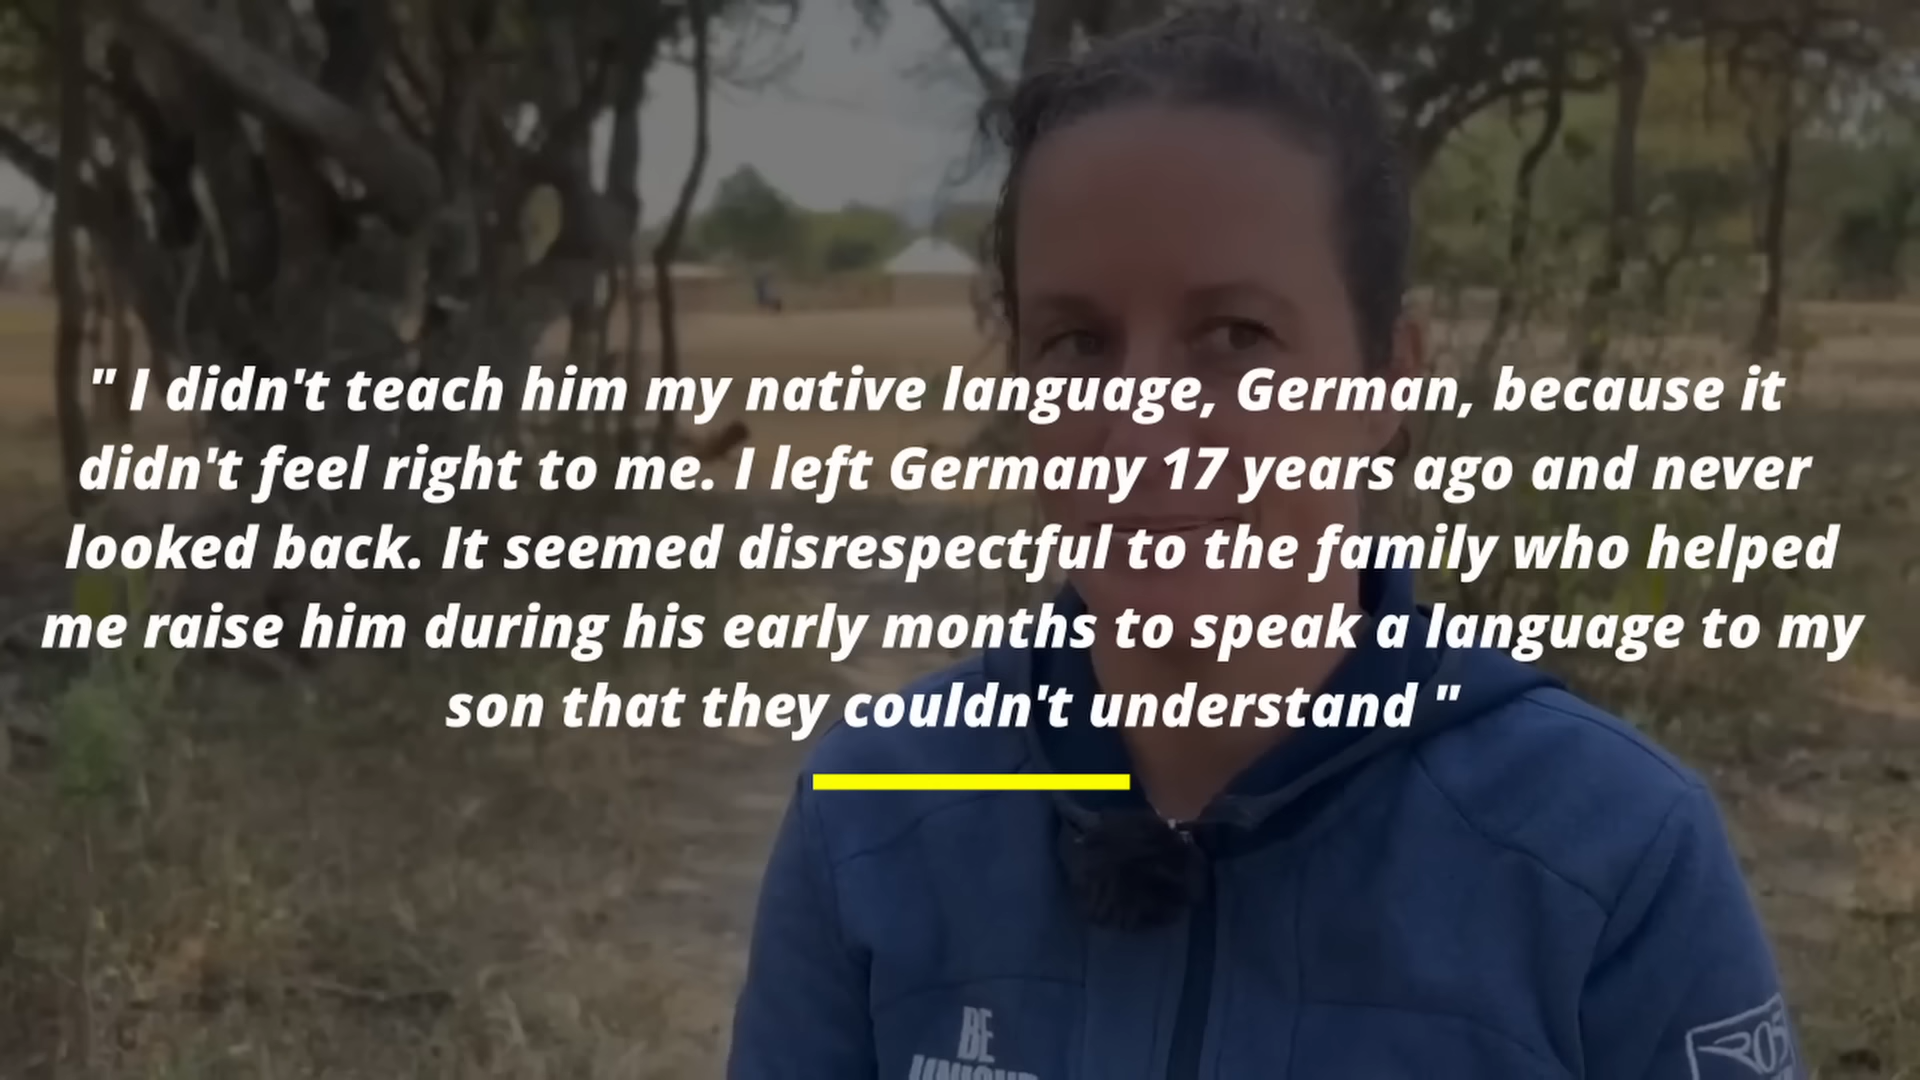 " I didn't teach him my native language, German, because it
didn't feel right to me. I left Germany 17 years ago and never
looked back. It seemed disrespectful to the family who helped
me raise him during his early months to speak a language to my
son that they couldn't understand "
BE